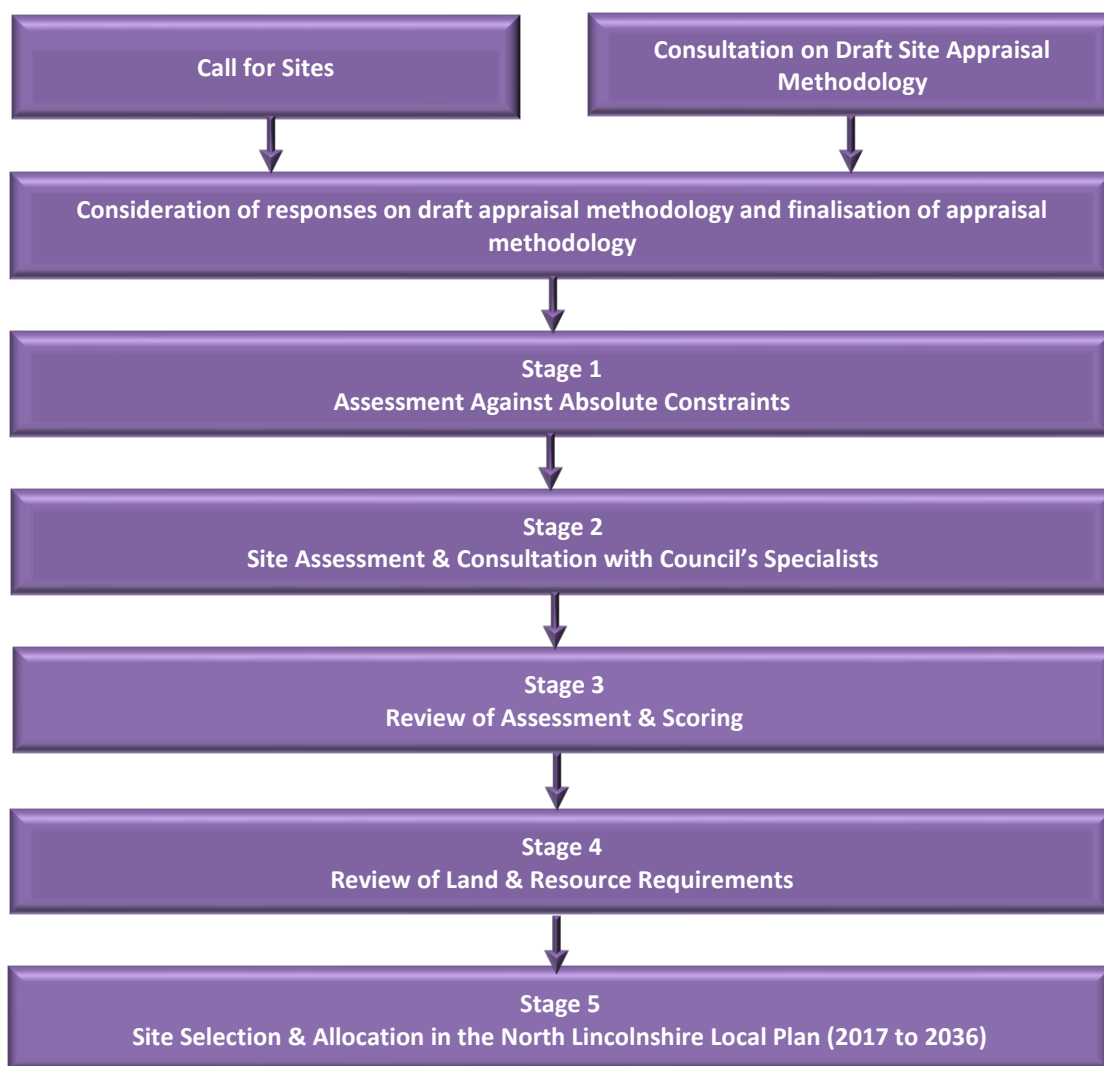 Call for Sites
Consultation on Draft Site Appraisal
Methodology
Consideration of responses on draft appraisal methodology and finalisation of appraisal
methodology
Stage 1
Assessment Against Absolute Constraints
Stage 2
Site Assessment & Consultation with Council’s Specialists
Stage 3
Review of Assessment & Scoring
Stage 4
Review of Land & Resource Requirements
Stage 5
Site Selection & Allocation in the North Lincolnshire Local Plan (2017 to 2036)